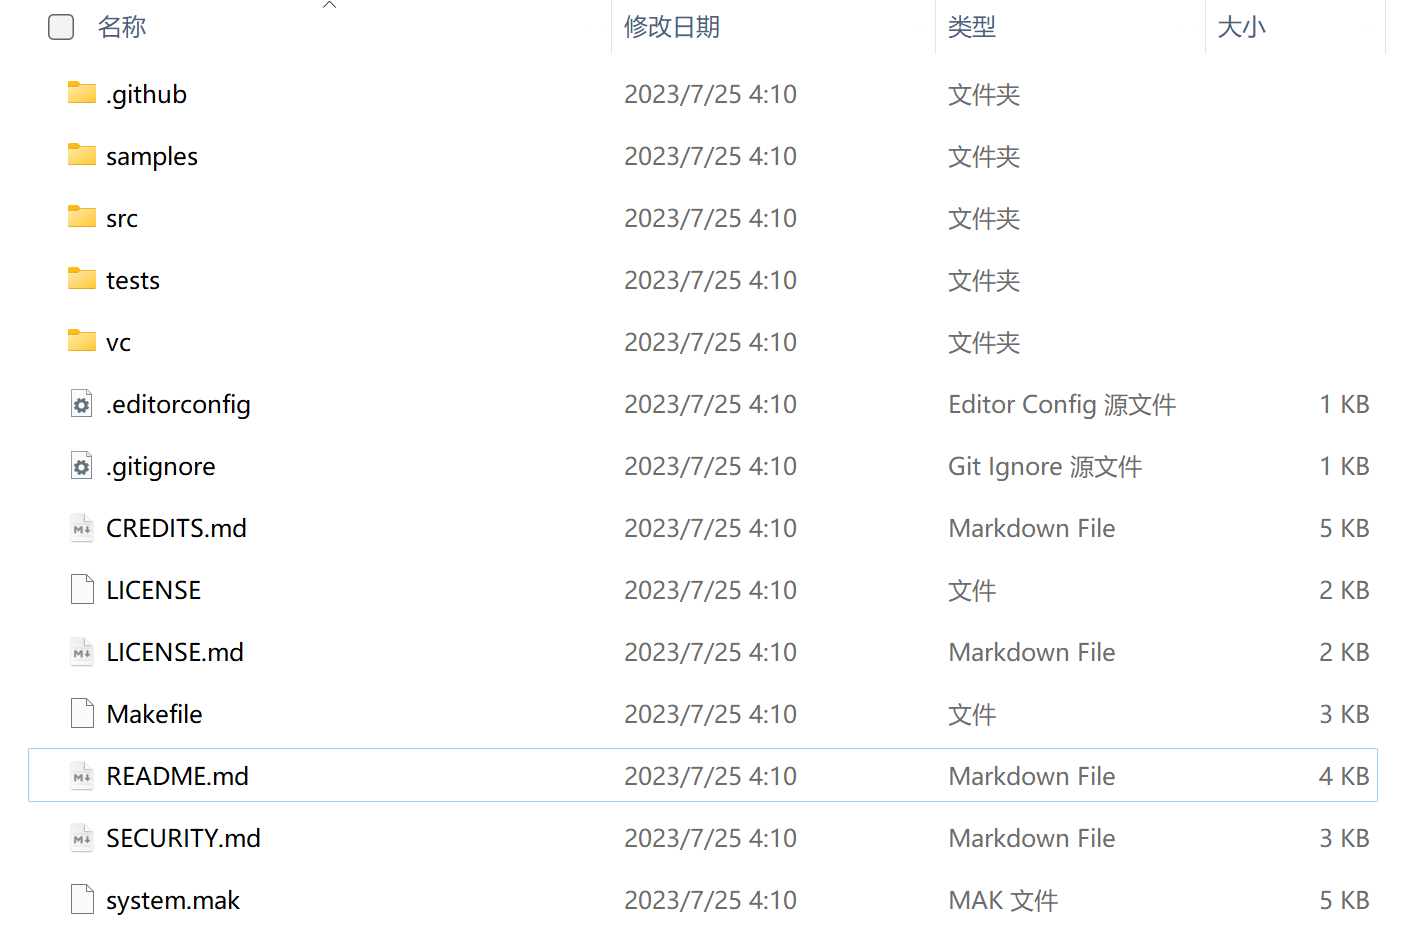 名称 修改日期 类型 大小
.github 2023/7/25 4:10 文件夹
samples 2023/7/25 4:10 文件夹
src 2023/7/25 4:10 文件夹
tests 2023/7/25 4:10 文件夹
vc 2023/7/25 4:10 文件夹
.editorconfig 2023/7/25 4:10 Editor Config 源文件 1 KB
.gitignore 2023/7/25 4:10 Git Ignore 源文件 1 KB
CREDITS.md 2023/7/25 4:10 Markdown File 5 KB
LICENSE 2023/7/25 4:10 文件 2 KB
LICENSE.md 2023/7/25 4:10 Markdown File 2 KB
Makefile 2023/7/25 4:10 文件 3 KB
README.md 2023/7/25 4:10 Markdown File 4 KB
SECURITY.md 2023/7/25 4:10 Markdown File 3 KB
system.mak 2023/7/25 4:10 MAK 文件 5 KB